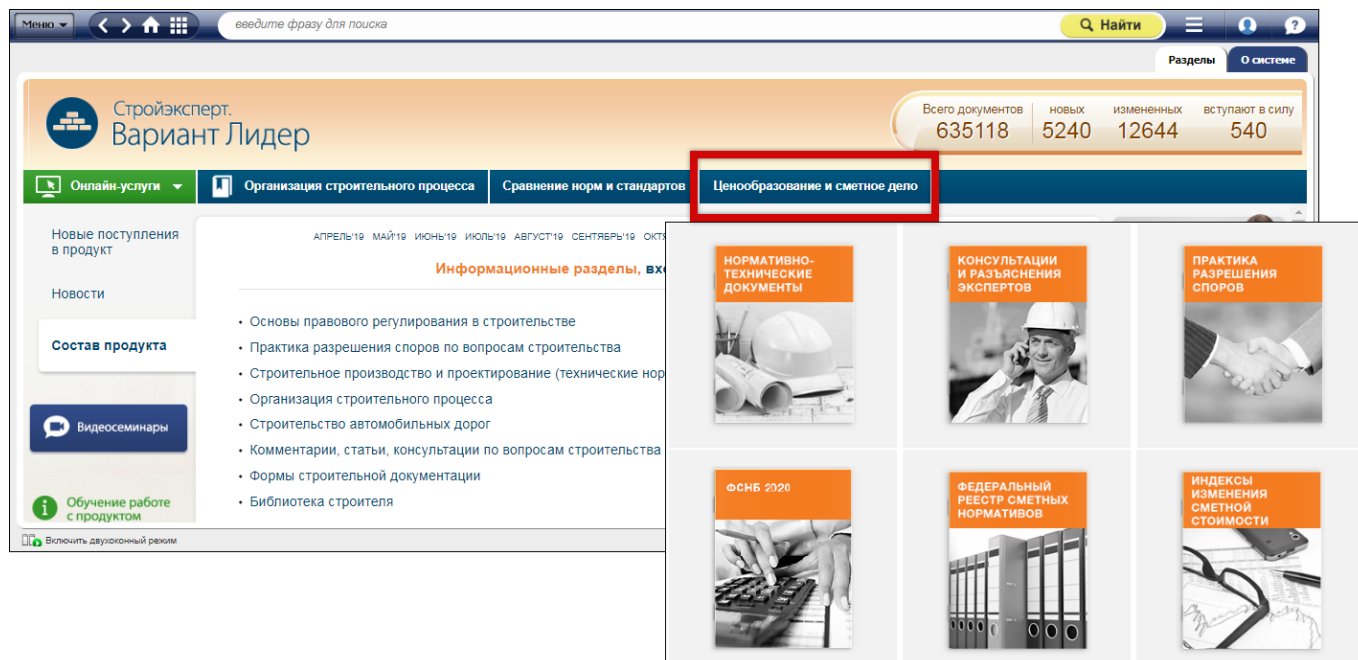 Меню
введите фразу для поиска
Найти
?
Разделы
О системе
Стройэксперт.
Вариант Лидер
Всего документов новых измененных вступают в силу
635118 5240 12644 540
Онлайн-услуги
Организация строительного процесса
Сравнение норм и стандартов
Ценообразование и сметное дело
Новые поступления
в продукт
Новости
Состав продукта
Видеосеминары
Обучение работе
с продуктом
АПРЕЛЬ'19 МАЙ'19 ИЮНЬ'19 ИЮЛЬ'19 АВГУСТ'19 СЕНТЯБРЬ'19 ОКТ
Информационные разделы, вх
• Основы правового регулирования в строительстве
• Практика разрешения споров по вопросам строительства
• Строительное производство и проектирование (технические нор
• Организация строительного процесса
• Строительство автомобильных дорог
• Комментарии, статьи, консультации по вопросам строительства
• Формы строительной документации
• Библиотека строителя
Включить двухоконный режим
НОРМАТИВНО-
ТЕХНИЧЕСКИЕ
ДОКУМЕНТЫ
КОНСУЛЬТАЦИИ
И РАЗЪЯСНЕНИЯ
ЭКСПЕРТОВ
ПРАКТИКА
РАЗРЕШЕНИЯ
СПОРОВ
ФСНБ 2020
ФЕДЕРАЛЬНЫЙ
РЕЕСТР СМЕТНЫХ
НОРМАТИВОВ
ИНДЕКСЫ
ИЗМЕНЕНИЯ
СМЕТНОЙ
СТОИМОСТИ